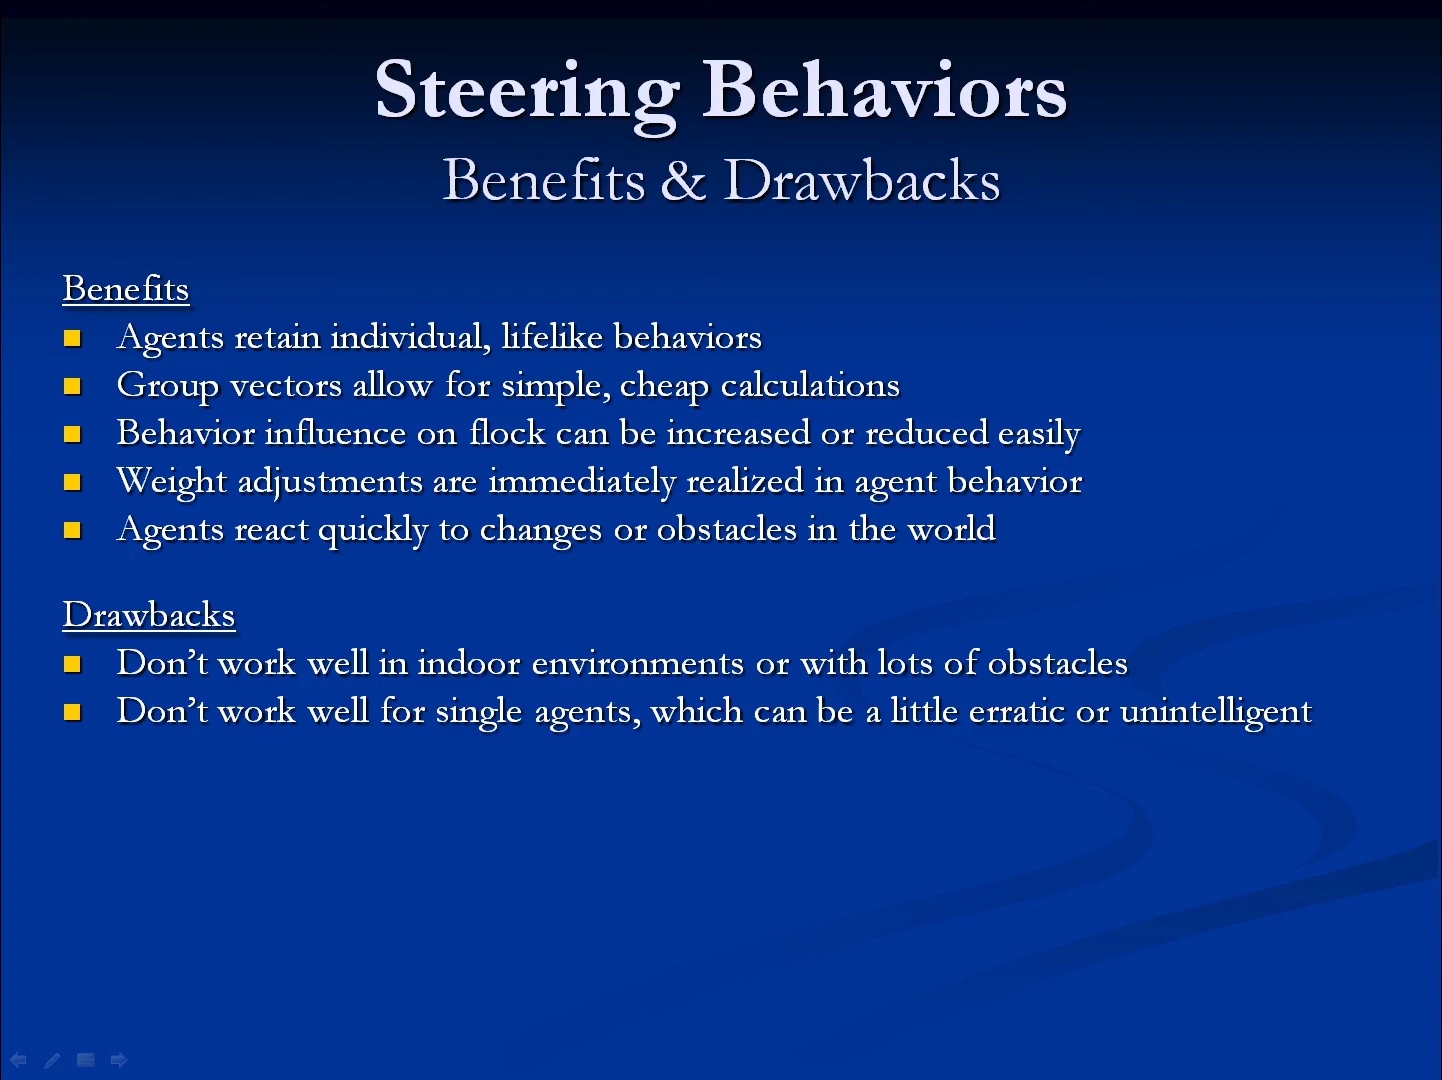 Steering Behaviors
Benefits & Drawbacks
Benefits
Agents retain individual, lifelike behaviors
Group vectors allow for simple, cheap calculations
Behavior influence on flock can be increased or reduced easily
Weight adjustments are immediately realized in agent behavior
Agents react quickly to changes or obstacles in the world
Drawbacks
Don’t work well in indoor environments or with lots of obstacles
Don’t work well for single agents, which can be a little erratic or unintelligent